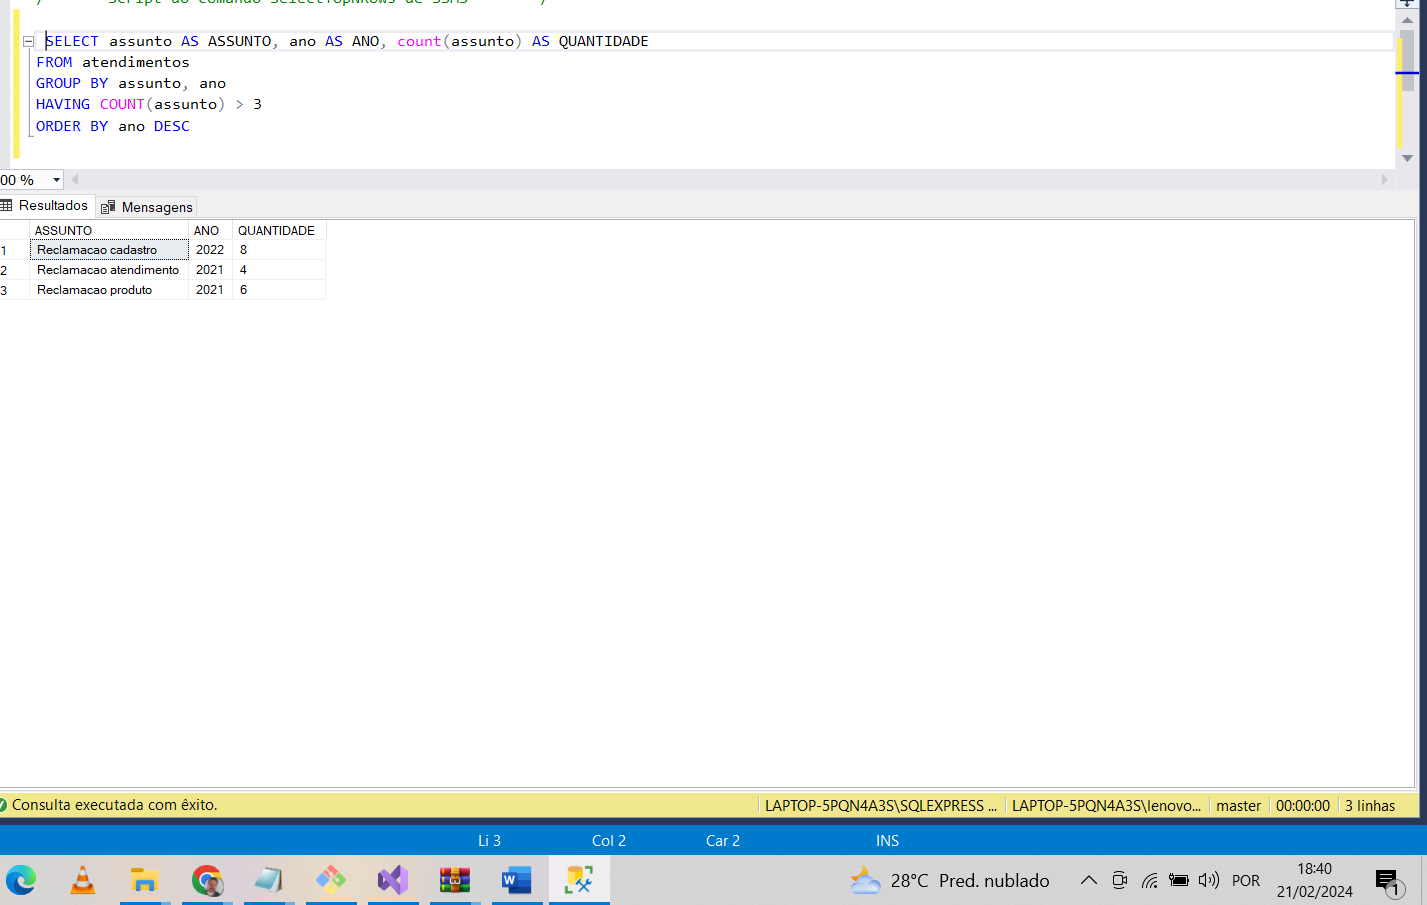 SELECT assunto AS ASSUNTO, ano AS ANO, count(assunto) AS QUANTIDADE
FROM atendimentos
GROUP BY assunto, ano
HAVING COUNT(assunto) > 3
ORDER BY ano DESC
00 %
Resultados Mensagens
ASSUNTO ANO QUANTIDADE
1 Reclamacao cadastro 2022 8
2 Reclamacao atendimento 2021 4
3 Reclamacao produto 2021 6
Consulta executada com êxito. LAPTOP-5PQN4A3S\SQLEXPRESS ... LAPTOP-5PQN4A3S\lenovo... master 00:00:00 3 linhas
Li 3 Col 2 Car 2 INS
28°C Pred. nublado POR 18:40
21/02/2024 1